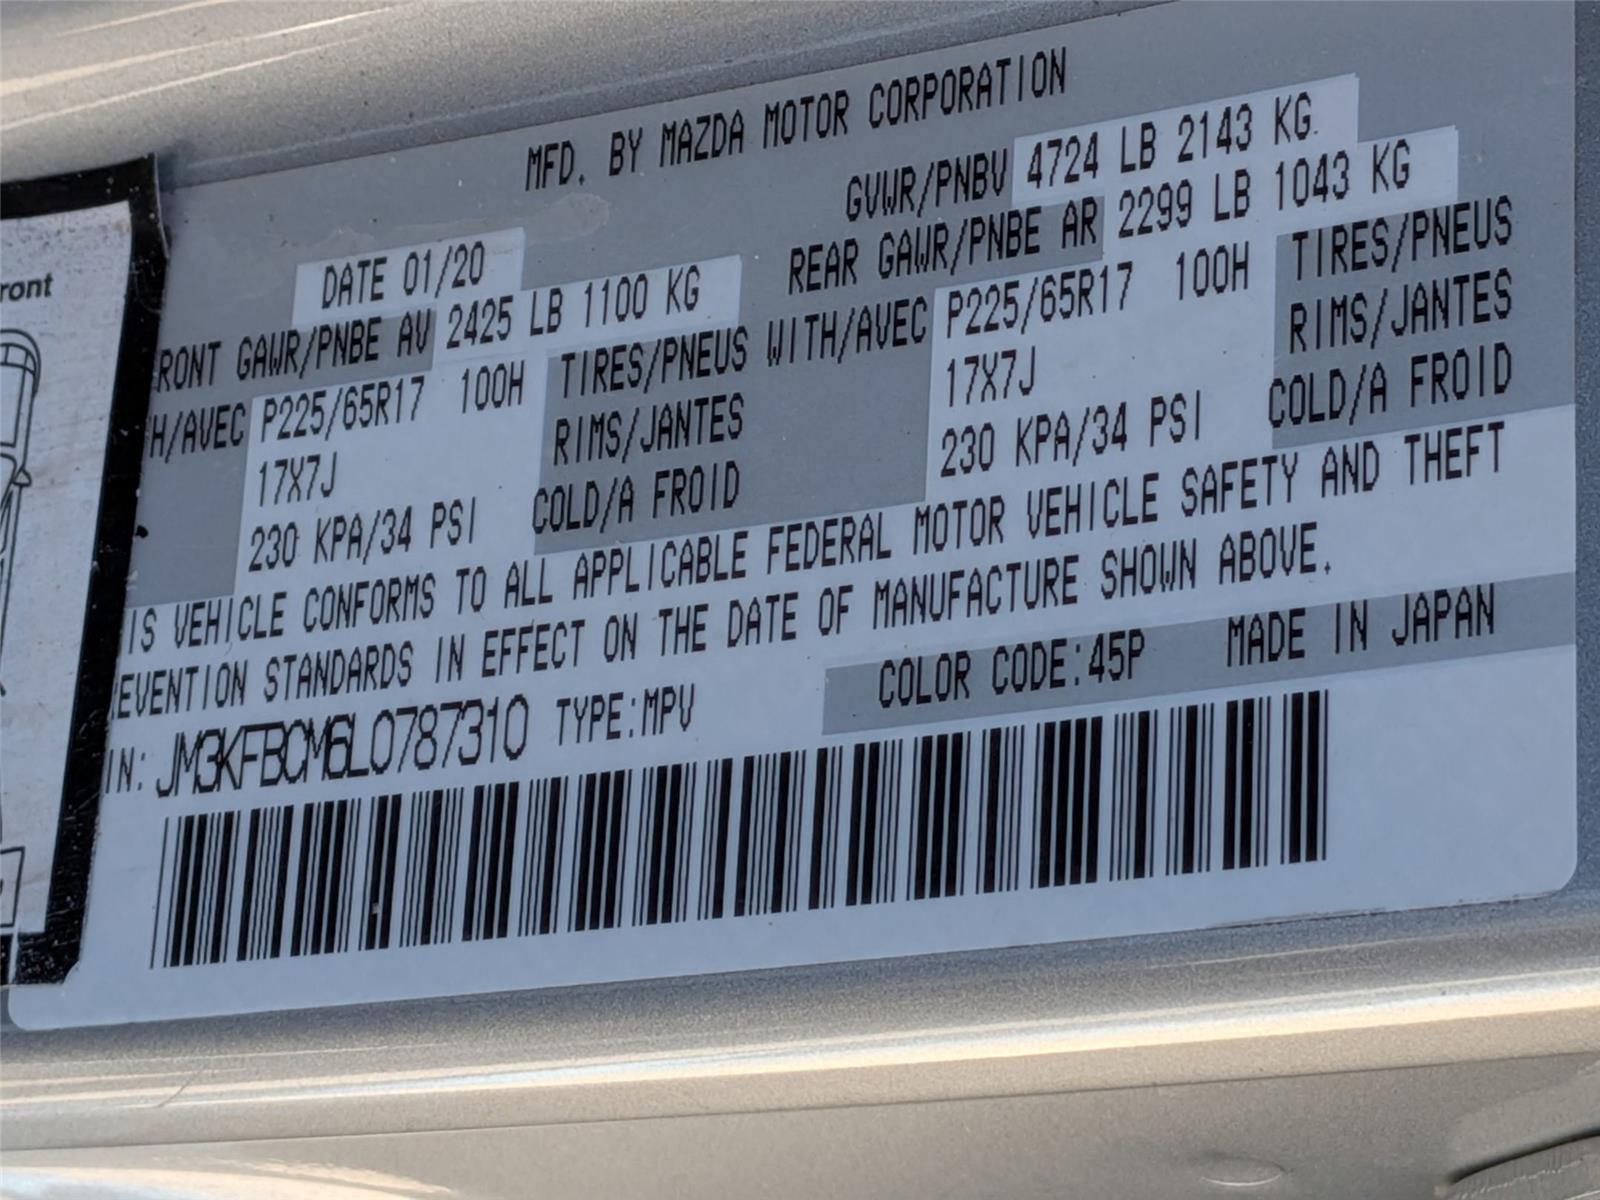 ront
MFD. BY MAZDA MOTOR CORPORATION
DATE 01/20 GVWR/PNBV 4724 LB 2143 KG
RONT GAWR/PNBE AV 2425 LB 1100 KG REAR GAWR/PNBE AR 2299 LB 1043 KG
H/AVEC P225/65R17 100H TIRES/PNEUS WITH/AVEC P225/65R17 100H TIRES/PNEUS
17X7J RIMS/JANTES 17X7J RIMS/JANTES
230 KPA/34 PSI COLD/A FROID 230 KPA/34 PSI COLD/A FROID
IS VEHICLE CONFORMS TO ALL APPLICABLE FEDERAL MOTOR VEHICLE SAFETY AND THEFT
EVENTION STANDARDS IN EFFECT ON THE DATE OF MANUFACTURE SHOWN ABOVE.
IN: JM3KFBCM6L0787310 TYPE:MPV COLOR CODE:45P MADE IN JAPAN